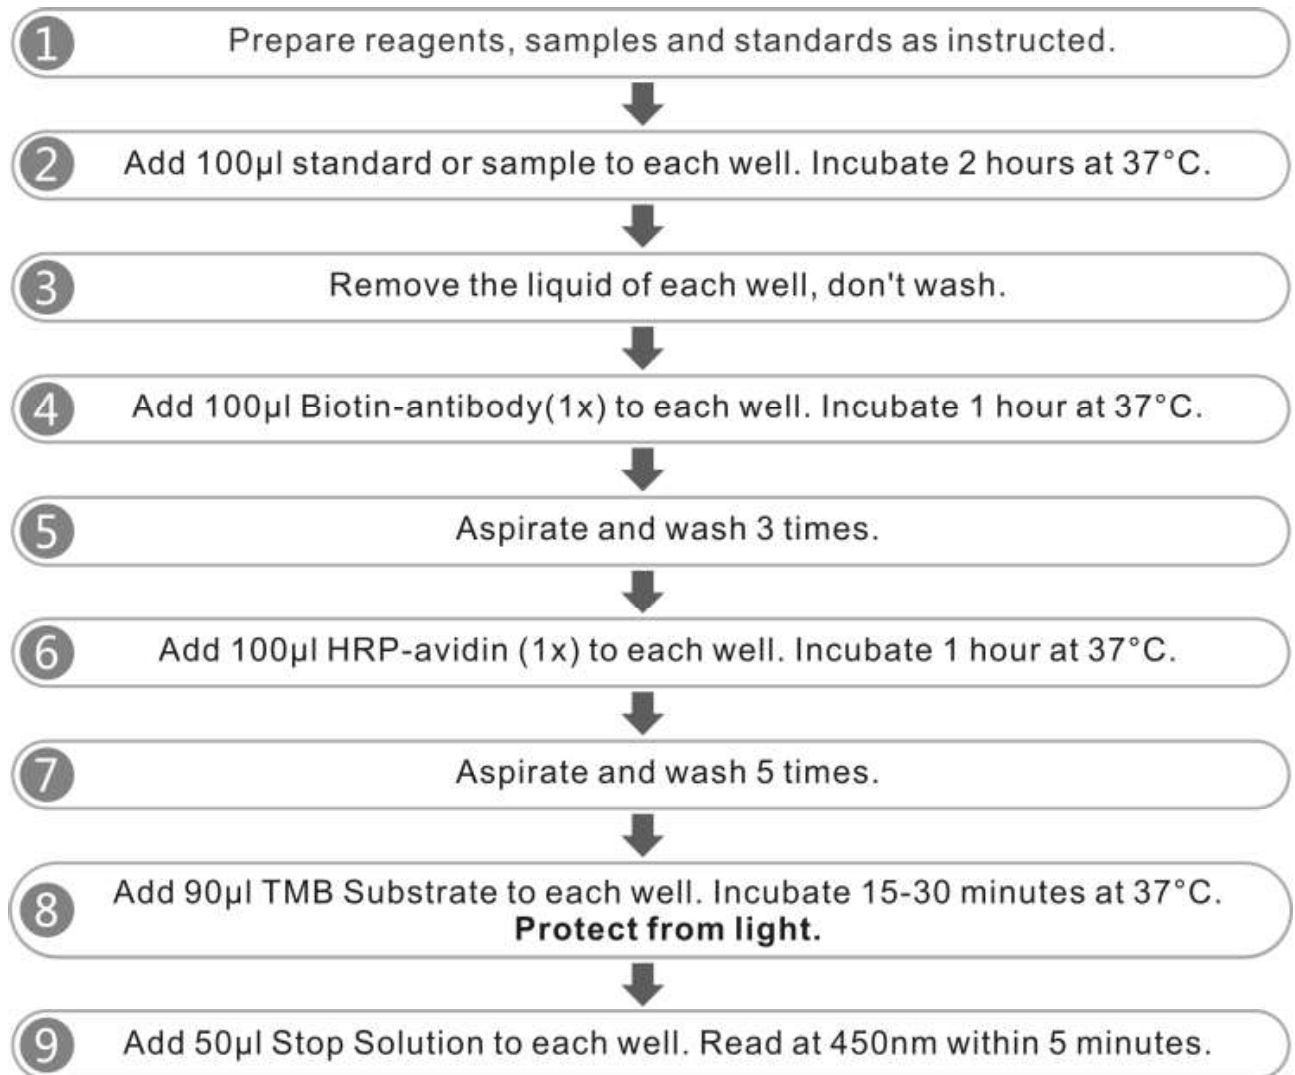 1 Prepare reagents, samples and standards as instructed.
2 Add 100µl standard or sample to each well. Incubate 2 hours at 37°C.
3 Remove the liquid of each well, don't wash.
4 Add 100µl Biotin-antibody(1x) to each well. Incubate 1 hour at 37°C.
5 Aspirate and wash 3 times.
6 Add 100µl HRP-avidin (1x) to each well. Incubate 1 hour at 37°C.
7 Aspirate and wash 5 times.
8 Add 90µl TMB Substrate to each well. Incubate 15-30 minutes at 37°C.
Protect from light.
9 Add 50µl Stop Solution to each well. Read at 450nm within 5 minutes.